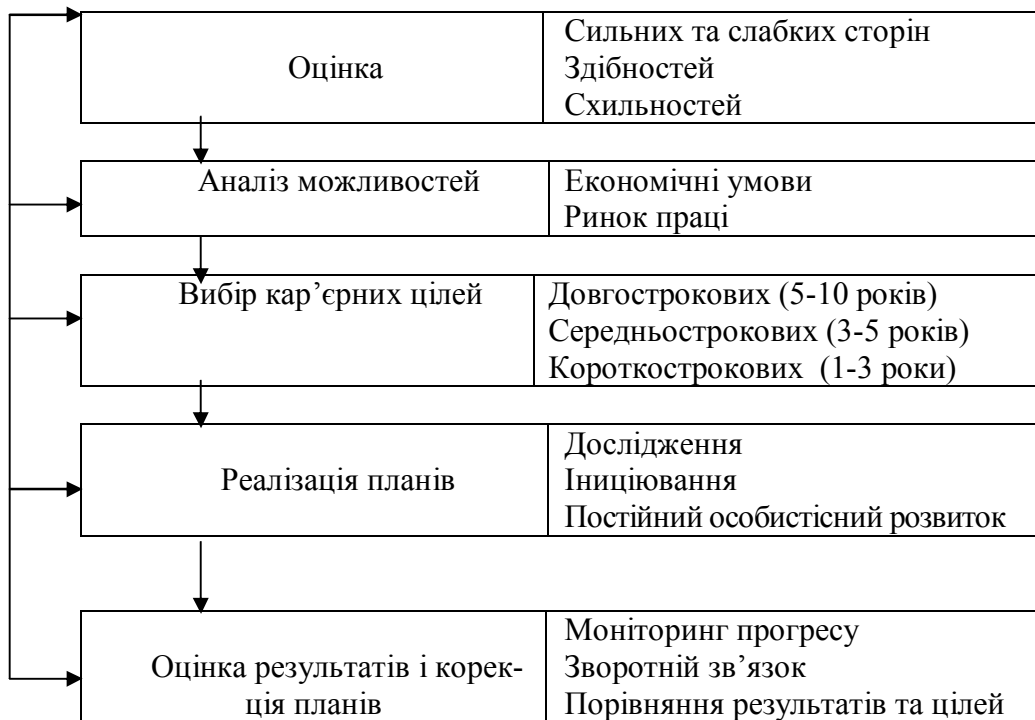 Оцінка
Сильних та слабких сторін
Здібностей
Схильностей
Аналіз можливостей
Економічні умови
Ринок праці
Вибір кар’єрних цілей
Довгострокових (5-10 років)
Середньострокових (3-5 років)
Короткострокових (1-3 роки)
Реалізація планів
Дослідження
Іниціювання
Постійний особистісний розвиток
Оцінка результатів і корек-
ція планів
Моніторинг прогресу
Зворотній зв’язок
Порівняння результатів та цілей